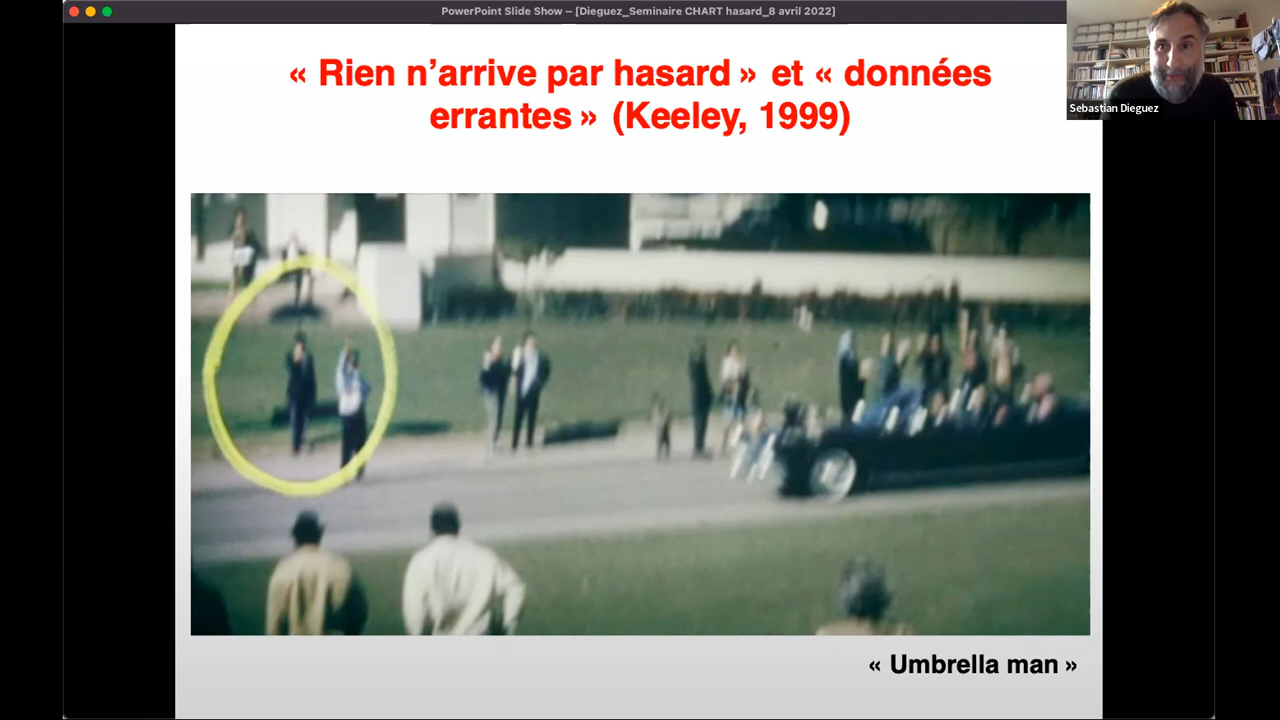 PowerPoint Slide Show – [Dieguez_Seminaire CHART hasard_8 avril 2022]
« Rien n’arrive par hasard » et « données
errantes » (Keeley, 1999)
Sebastian Dieguez
« Umbrella man »